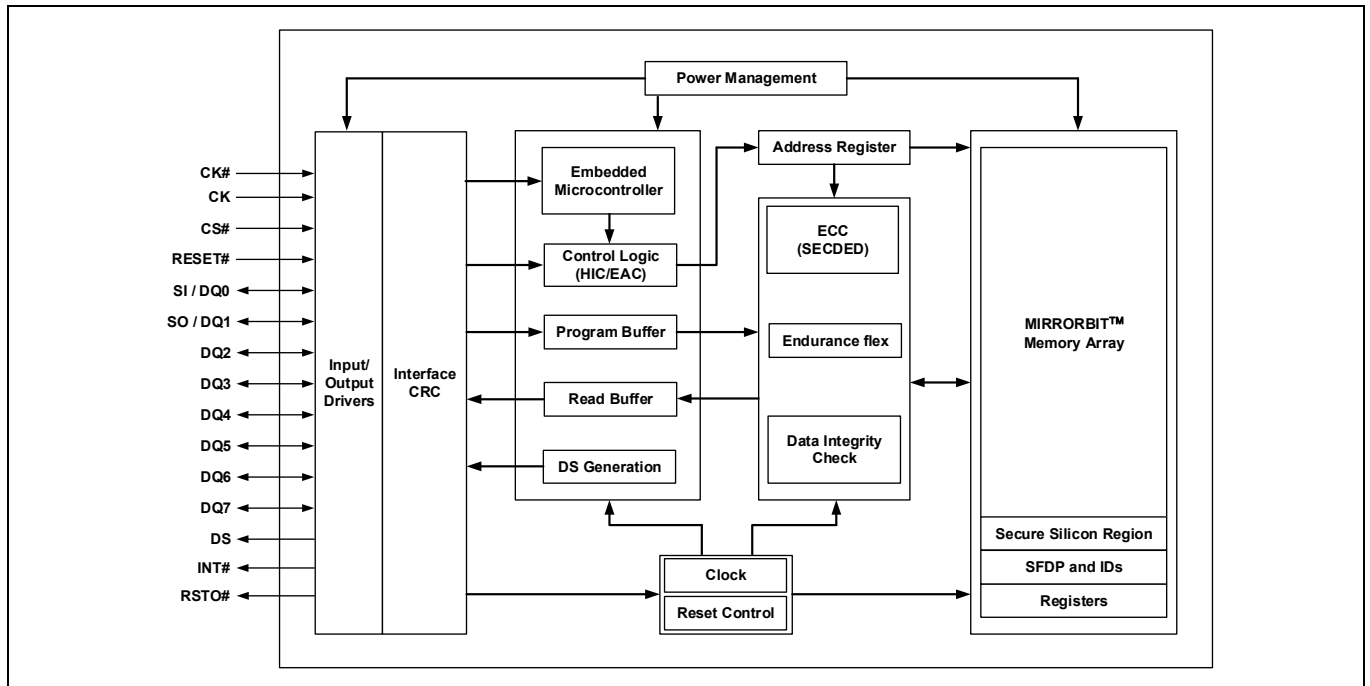 Power Management
CK#
CK
CS#
RESET#
SI / DQ0
SO / DQ1
DQ2
DQ3
DQ4
DQ5
DQ6
DQ7
DS
INT#
RSTO#
Input/
Output
Drivers
Interface
CRC
Embedded
Microcontroller
Control Logic
(HIC/EAC)
Program Buffer
Read Buffer
DS Generation
Address Register
ECC
(SECDED)
Endurance flex
Data Integrity
Check
Clock
Reset Control
MIRRORBIT™
Memory Array
Secure Silicon Region
SFDP and IDs
Registers